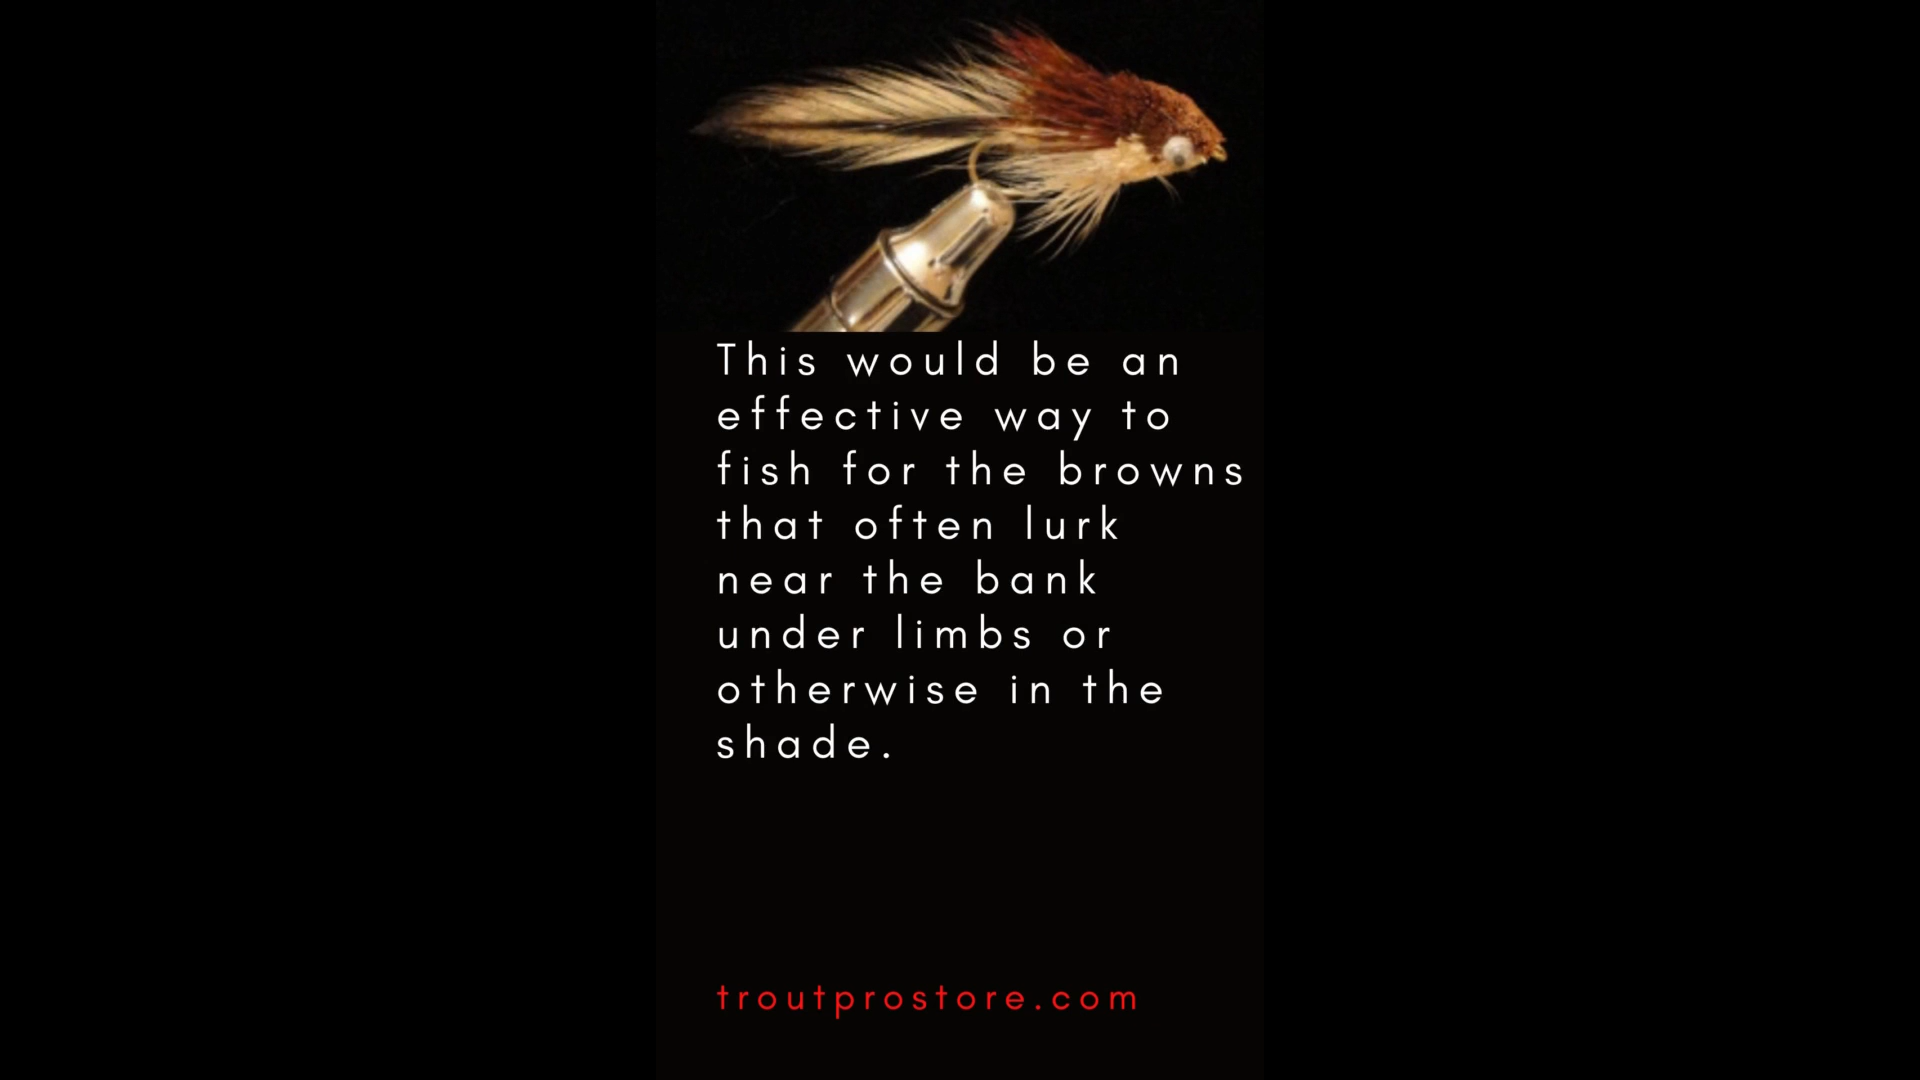 This would be an
effective way to
fish for the browns
that often lurk
near the bank
under limbs or
otherwise in the
shade.
troutprostore.com